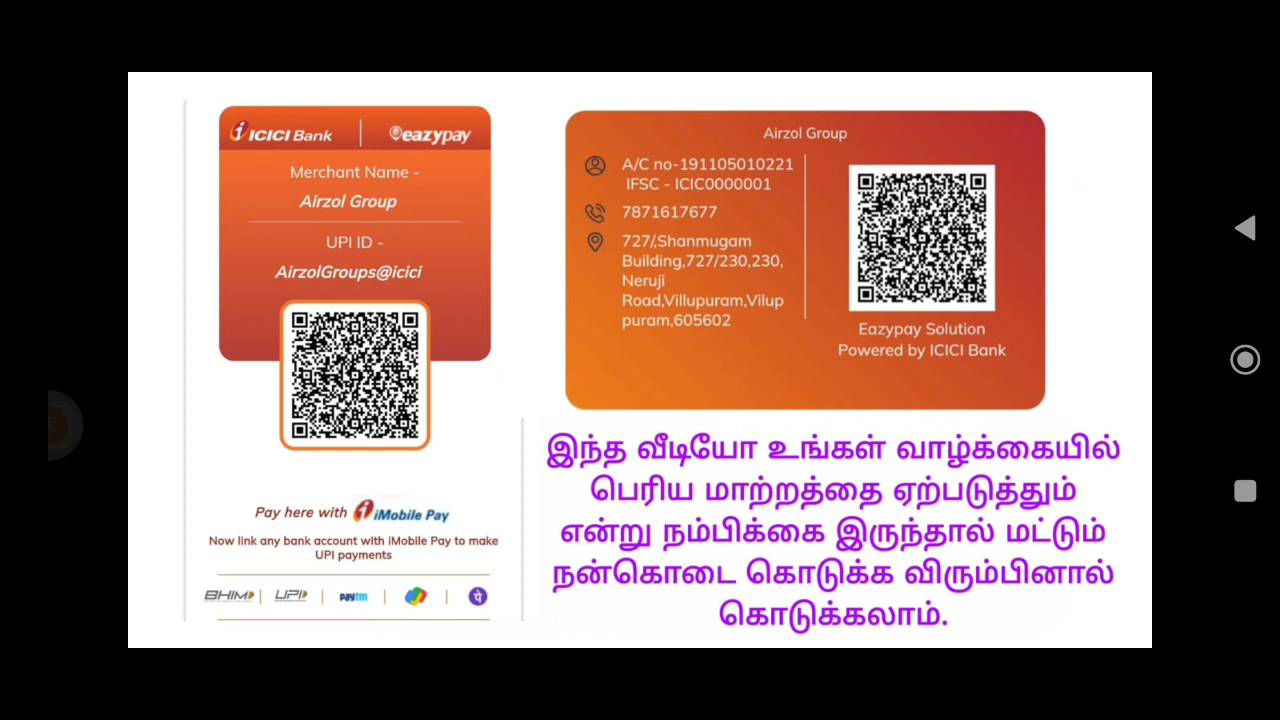 ICICI Bank
eazypay
Merchant Name -
Airzol Group
UPI ID -
AirzolGroups@icici
Pay here with iMobile Pay
Now link any bank account with iMobile Pay to make
UPI payments
BHIM
UPI
paytm
पे
Airzol Group
A/C no-191105010221
IFSC - ICIC0000001
7871617677
727/,Shanmugam
Building,727/230,230,
Neruji
Road,Villupuram,Vilup
puram,605602
Eazypay Solution
Powered by ICICI Bank
இந்த வீடியோ உங்கள் வாழ்க்கையில்
பெரிய மாற்றத்தை ஏற்படுத்தும்
என்று நம்பிக்கை இருந்தால் மட்டும்
நன்கொடை கொடுக்க விரும்பினால்
கொடுக்கலாம்.